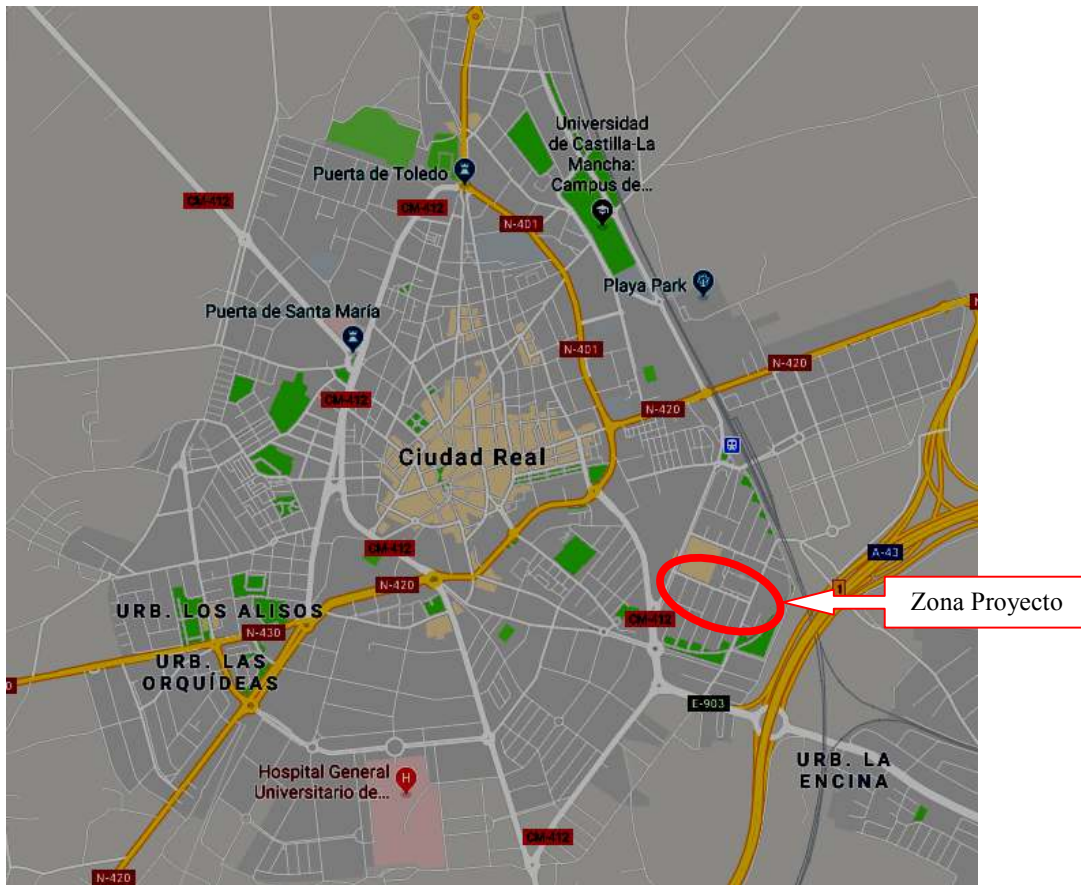 Universidad
de Castilla-La
Mancha:
Campus de...
Puerta de Toledo
CM-412
CM-412
N-401
Playa Park
Puerta de Santa María
N
N-401
N-420
CM-412
N-420
Ciudad Real
CM-412
A-43
N-420
1
Zona Proyecto
URB. LOS ALISOS
CM-412
N-430
URB. LAS
ORQUÍDEAS
0
E-903
URB. LA
ENCINA
Hospital General
Universitario de...
H
CM-412
N-420